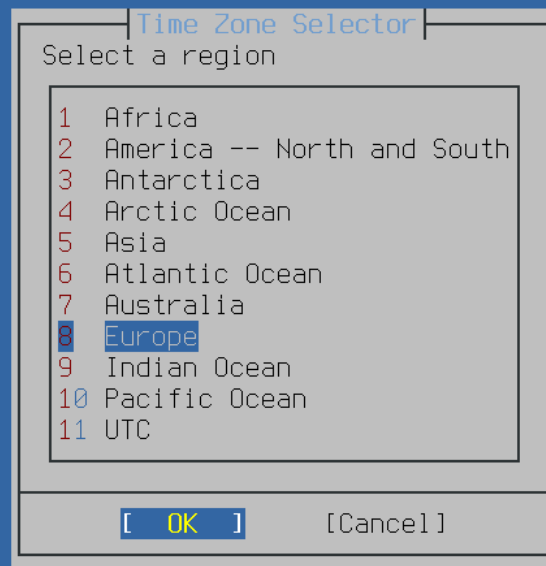 Time Zone Selector
Select a region
1 Africa
2 America -- North and South
3 Antarctica
4 Arctic Ocean
5 Asia
6 Atlantic Ocean
7 Australia
8 Europe
9 Indian Ocean
10 Pacific Ocean
11 UTC
[ OK ] [Cancel]